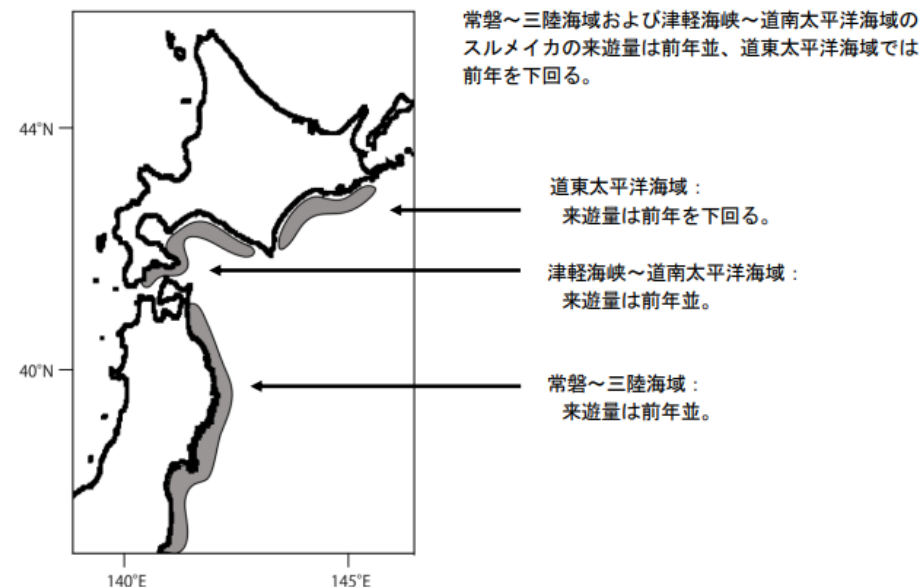 常磐～三陸海域および津軽海峡～道南太平洋海域の
スルメイカの来遊量は前年並、道東太平洋海域では
前年を下回る。
44°N
道東太平洋海域：
来遊量は前年を下回る。
津軽海峡～道南太平洋海域：
来遊量は前年並。
40°N
常磐～三陸海域：
来遊量は前年並。
140°E
145°E